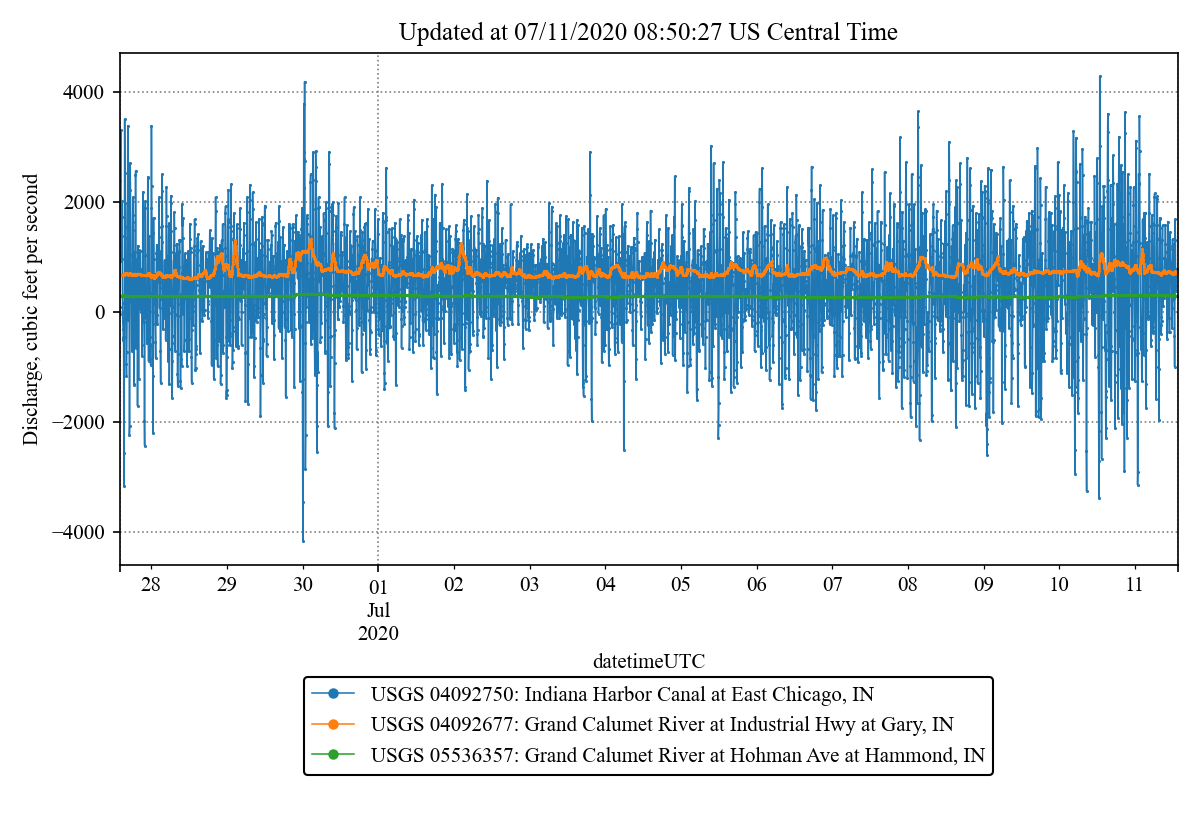 Updated at 07/11/2020 08:50:27 US Central Time
Discharge, cubic feet per second
4000
2000
0
−2000
−4000
28 29 30 01 02 03 04 05 06 07 08 09 10 11
Jul
2020
datetimeUTC
USGS 04092750: Indiana Harbor Canal at East Chicago, IN
USGS 04092677: Grand Calumet River at Industrial Hwy at Gary, IN
USGS 05536357: Grand Calumet River at Hohman Ave at Hammond, IN